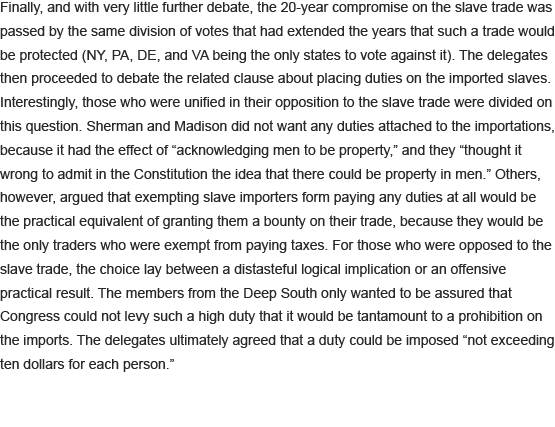 Finally, and with very little further debate, the 20-year compromise on the slave trade was
passed by the same division of votes that had extended the years that such a trade would
be protected (NY, PA, DE, and VA being the only states to vote against it). The delegates
then proceeded to debate the related clause about placing duties on the imported slaves.
Interestingly, those who were unified in their opposition to the slave trade were divided on
this question. Sherman and Madison did not want any duties attached to the importations,
because it had the effect of “acknowledging men to be property,” and they “thought it
wrong to admit in the Constitution the idea that there could be property in men.” Others,
however, argued that exempting slave importers form paying any duties at all would be
the practical equivalent of granting them a bounty on their trade, because they would be
the only traders who were exempt from paying taxes. For those who were opposed to the
slave trade, the choice lay between a distasteful logical implication or an offensive
practical result. The members from the Deep South only wanted to be assured that
Congress could not levy such a high duty that it would be tantamount to a prohibition on
the imports. The delegates ultimately agreed that a duty could be imposed “not exceeding
ten dollars for each person.”